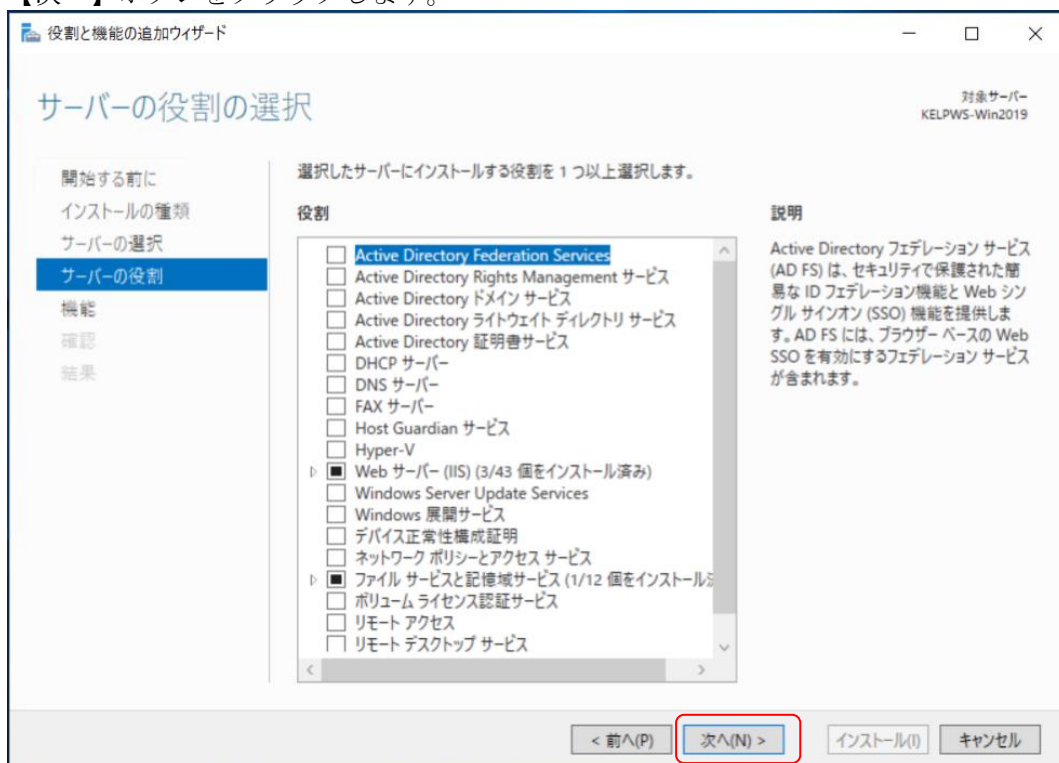 【次へ】ボタンをクリックします。
役割と機能の追加ウィザード
サーバーの役割の選択
対象サーバー
KELPWS-Win2019
開始する前に
インストールの種類
サーバーの選択
サーバーの役割
機能
確認
結果
選択したサーバーにインストールする役割を 1 つ以上選択します。
役割
Active Directory Federation Services
Active Directory Rights Management サービス
Active Directory ドメイン サービス
Active Directory ライトウェイト ディレクトリ サービス
Active Directory 証明書サービス
DHCP サーバー
DNS サーバー
FAX サーバー
Host Guardian サービス
Hyper-V
Web サーバー (IIS) (3/43 個をインストール済み)
Windows Server Update Services
Windows 展開サービス
デバイス正常性構成証明
ネットワーク ポリシーとアクセス サービス
ファイル サービスと記憶域サービス (1/12 個をインストール済
ボリューム ライセンス認証サービス
リモート アクセス
リモート デスクトップ サービス
説明
Active Directory フェデレーション サービス
(AD FS) は、セキュリティで保護された簡
易な ID フェデレーション機能と Web シン
グル サインオン (SSO) 機能を提供しま
す。AD FS には、ブラウザー ベースの Web
SSO を有効にするフェデレーション サービス
が含まれます。
< 前へ(P)
次へ(N) >
インストール(I)
キャンセル